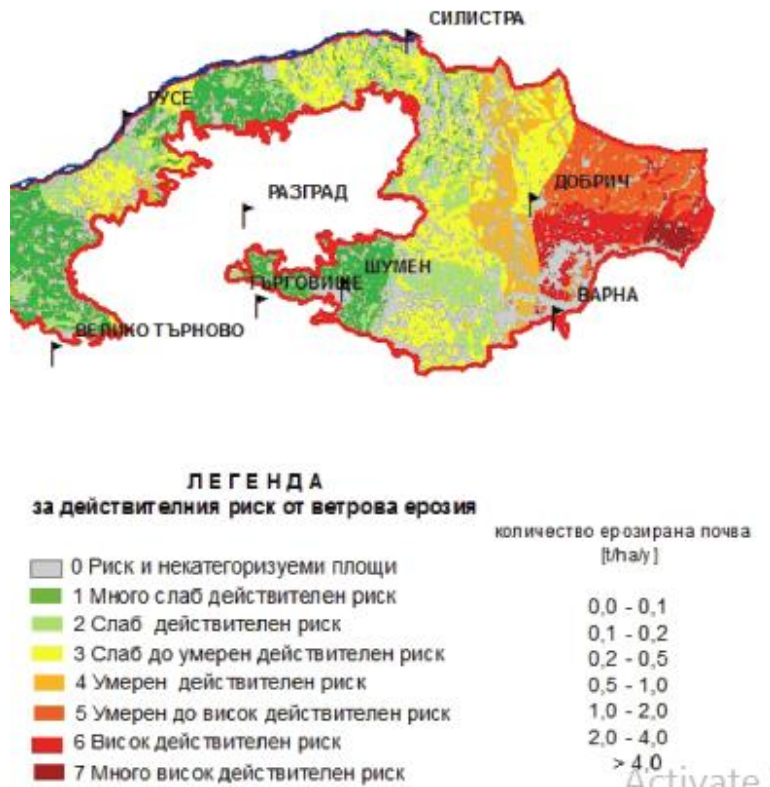 СИЛИСТРА
РУСЕ
ДОБРИЧ
РАЗГРАД
ШУМЕН
ТЪРГОВИЩЕ
ВАРНА
ВЕЛИКО ТЪРНОВО
ЛЕГЕНДА
за действителния риск от ветрова ерозия
количество ерозирана почва
[t/ha/y]
0 Риск и некатегоризуеми площи
1 Много слаб действителен риск
0,0 - 0,1
2 Слаб действителен риск
0,1 - 0,2
3 Слаб до умерен действителен риск
0,2 - 0,5
4 Умерен действителен риск
0,5 - 1,0
5 Умерен до висок действителен риск
1,0 - 2,0
6 Висок действителен риск
2,0 - 4,0
7 Много висок действителен риск
> 4,0
Activate